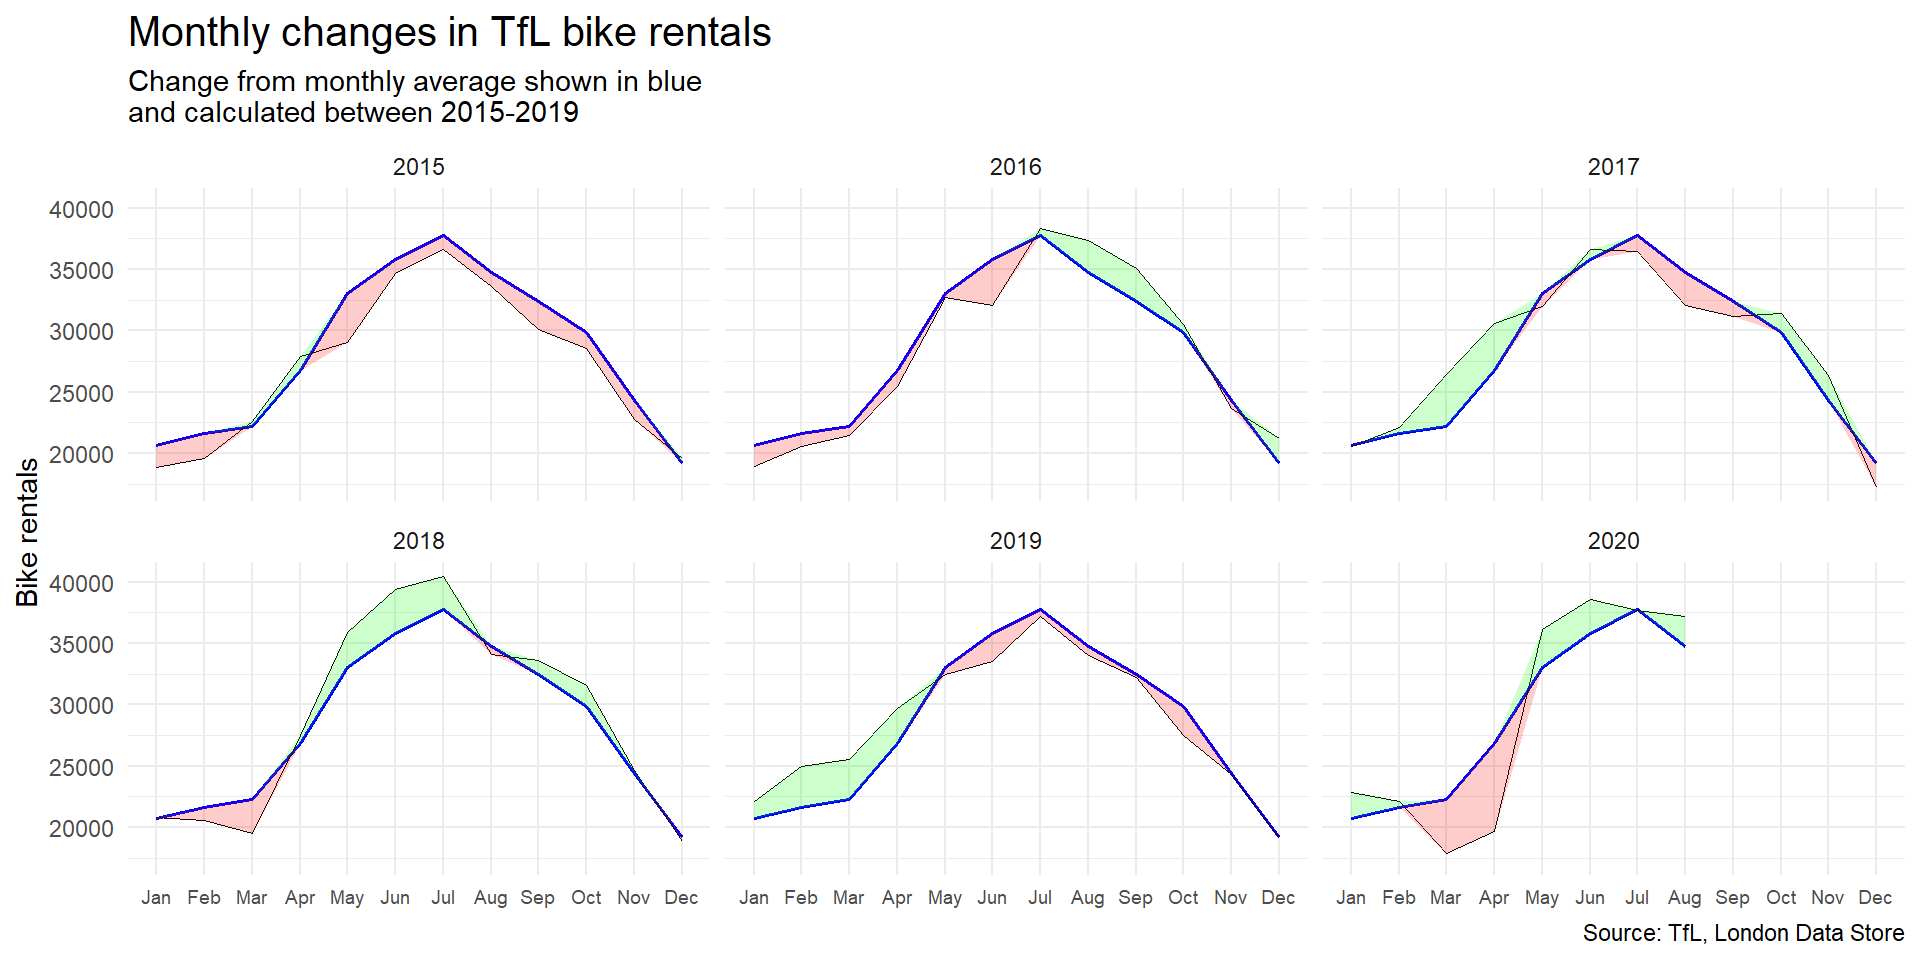 Monthly changes in TfL bike rentals
Change from monthly average shown in blue
and calculated between 2015-2019
Bike rentals
2015
2016
2017
40000
35000
30000
25000
20000
2018
2019
2020
40000
35000
30000
25000
20000
Jan Feb Mar Apr May Jun Jul Aug Sep Oct Nov Dec
Jan Feb Mar Apr May Jun Jul Aug Sep Oct Nov Dec
Jan Feb Mar Apr May Jun Jul Aug Sep Oct Nov Dec
Source: TfL, London Data Store